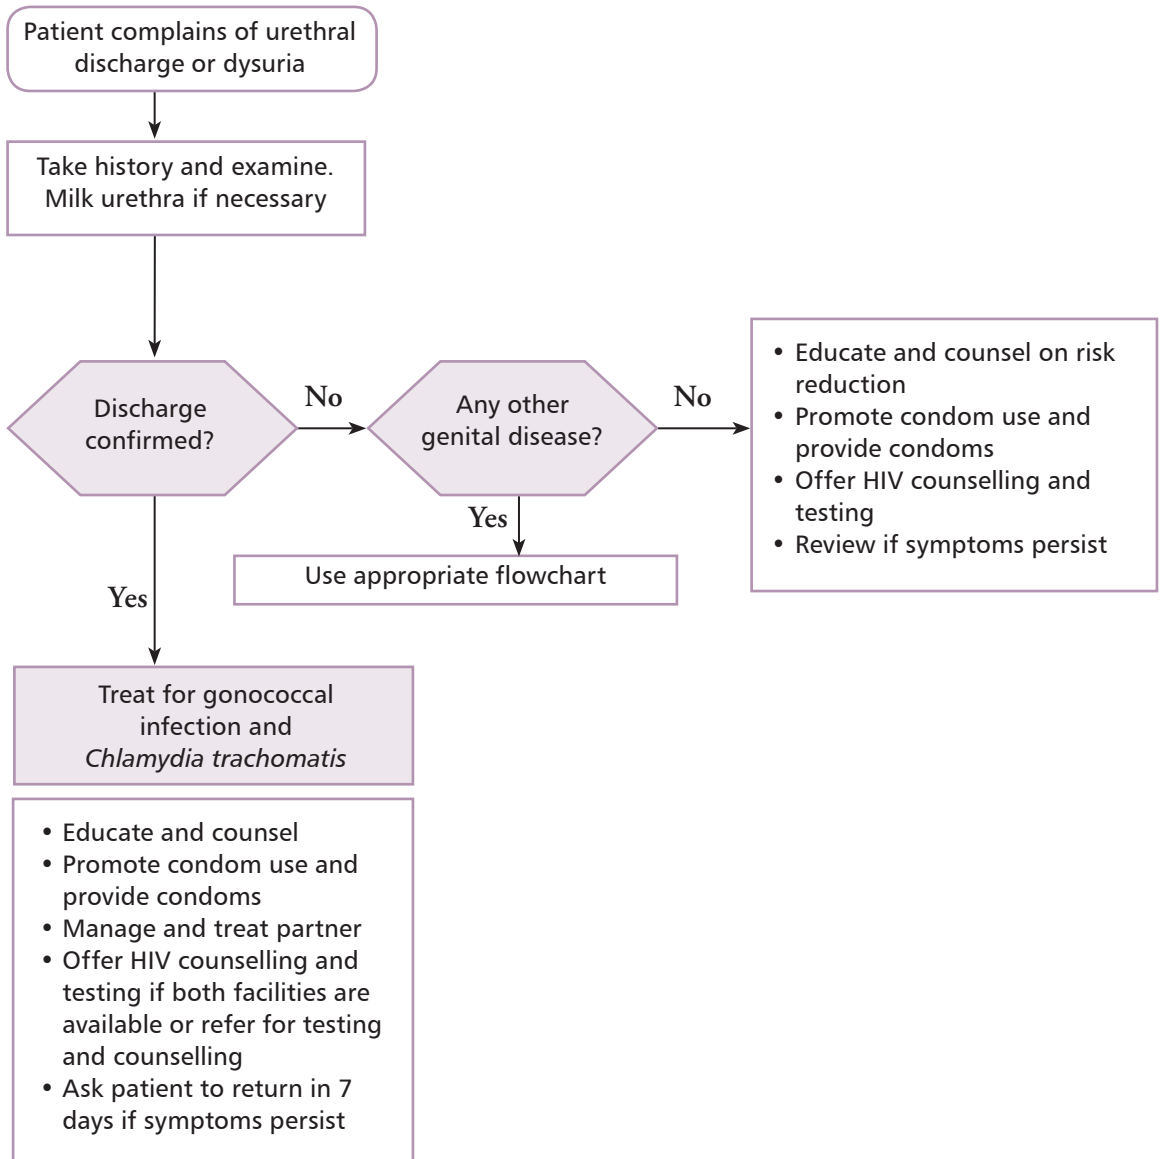 Patient complains of urethral
discharge or dysuria
Take history and examine.
Milk urethra if necessary
Discharge
confirmed?
No
Any other
genital disease?
No
• Educate and counsel on risk
reduction
• Promote condom use and
provide condoms
• Offer HIV counselling and
testing
• Review if symptoms persist
Yes
Use appropriate flowchart
Yes
Treat for gonococcal
infection and
Chlamydia trachomatis
• Educate and counsel
• Promote condom use and
provide condoms
• Manage and treat partner
• Offer HIV counselling and
testing if both facilities are
available or refer for testing
and counselling
• Ask patient to return in 7
days if symptoms persist